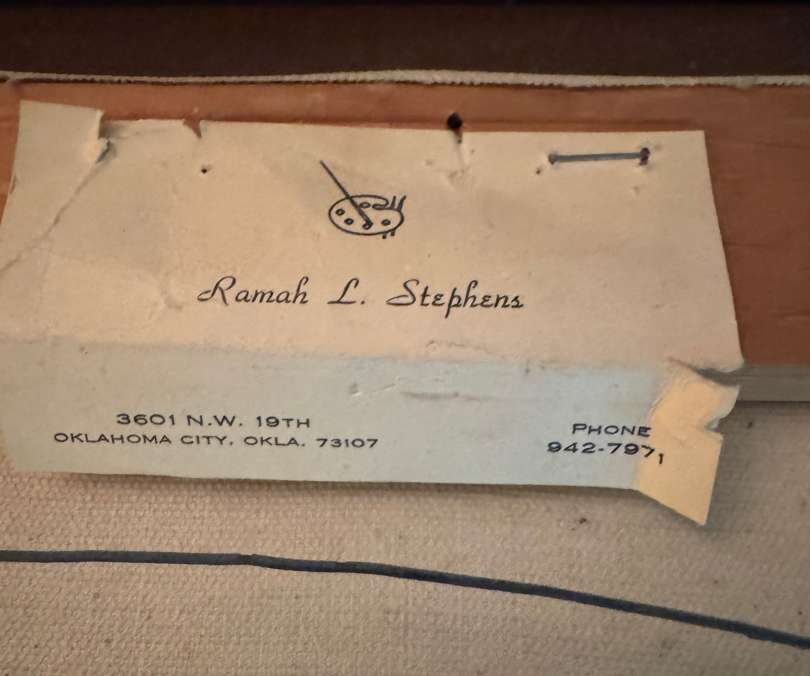 Ramah L. Stephens
3601 N.W. 19TH
OKLAHOMA CITY, OKLA. 73107
PHONE
942-7971